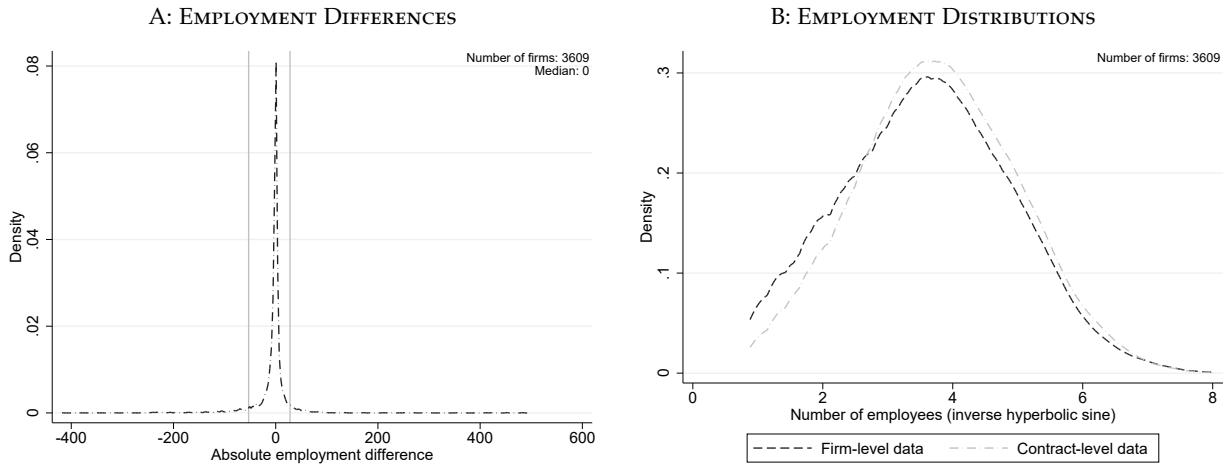 A: EMPLOYMENT DIFFERENCES
Number of firms: 3609
Median: 0
Density
0
.02
.04
.06
.08
-400
-200
0
200
400
600
Absolute employment difference
B: EMPLOYMENT DISTRIBUTIONS
Number of firms: 3609
Density
0
.1
.2
.3
0
2
4
6
8
Number of employees (inverse hyperbolic sine)
Firm-level data
Contract-level data